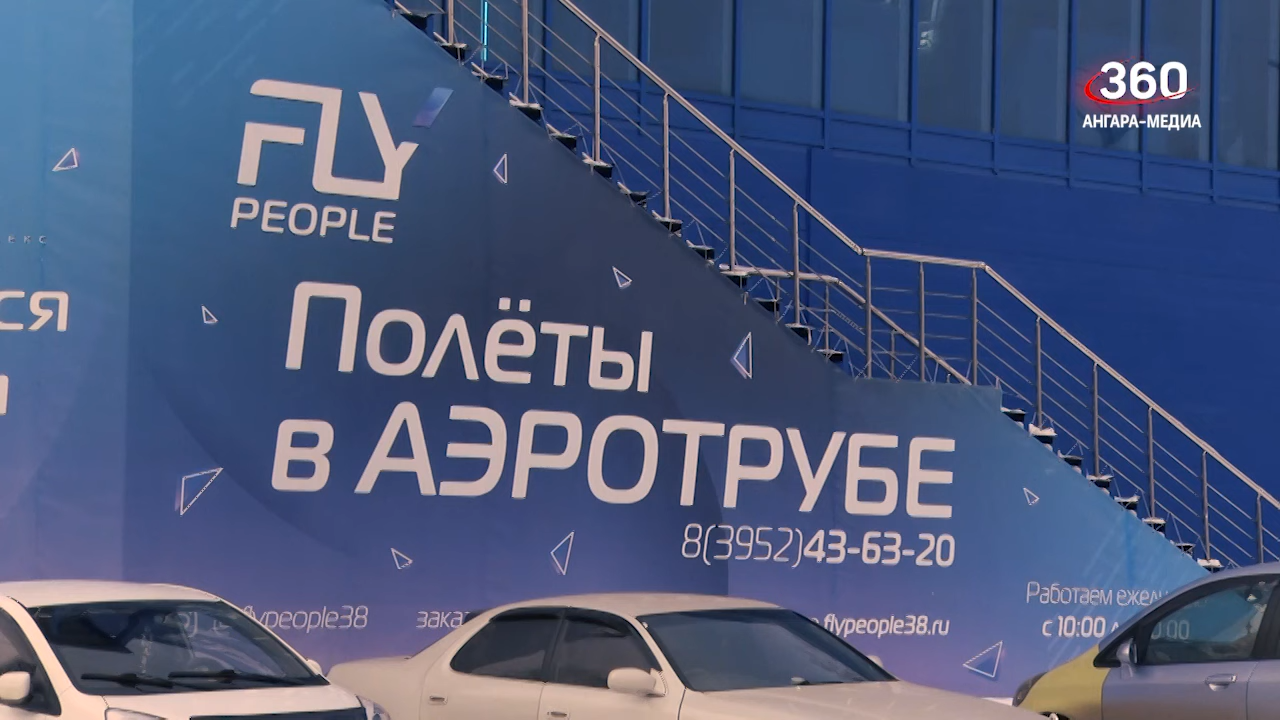 360
АНГАРА-МЕДИА
FLY
PEOPLE
Полёты
в АЭРОТРУБЕ
8(3952)43-63-20
flypeople38
flypeople38.ru
Работаем
с 10:00